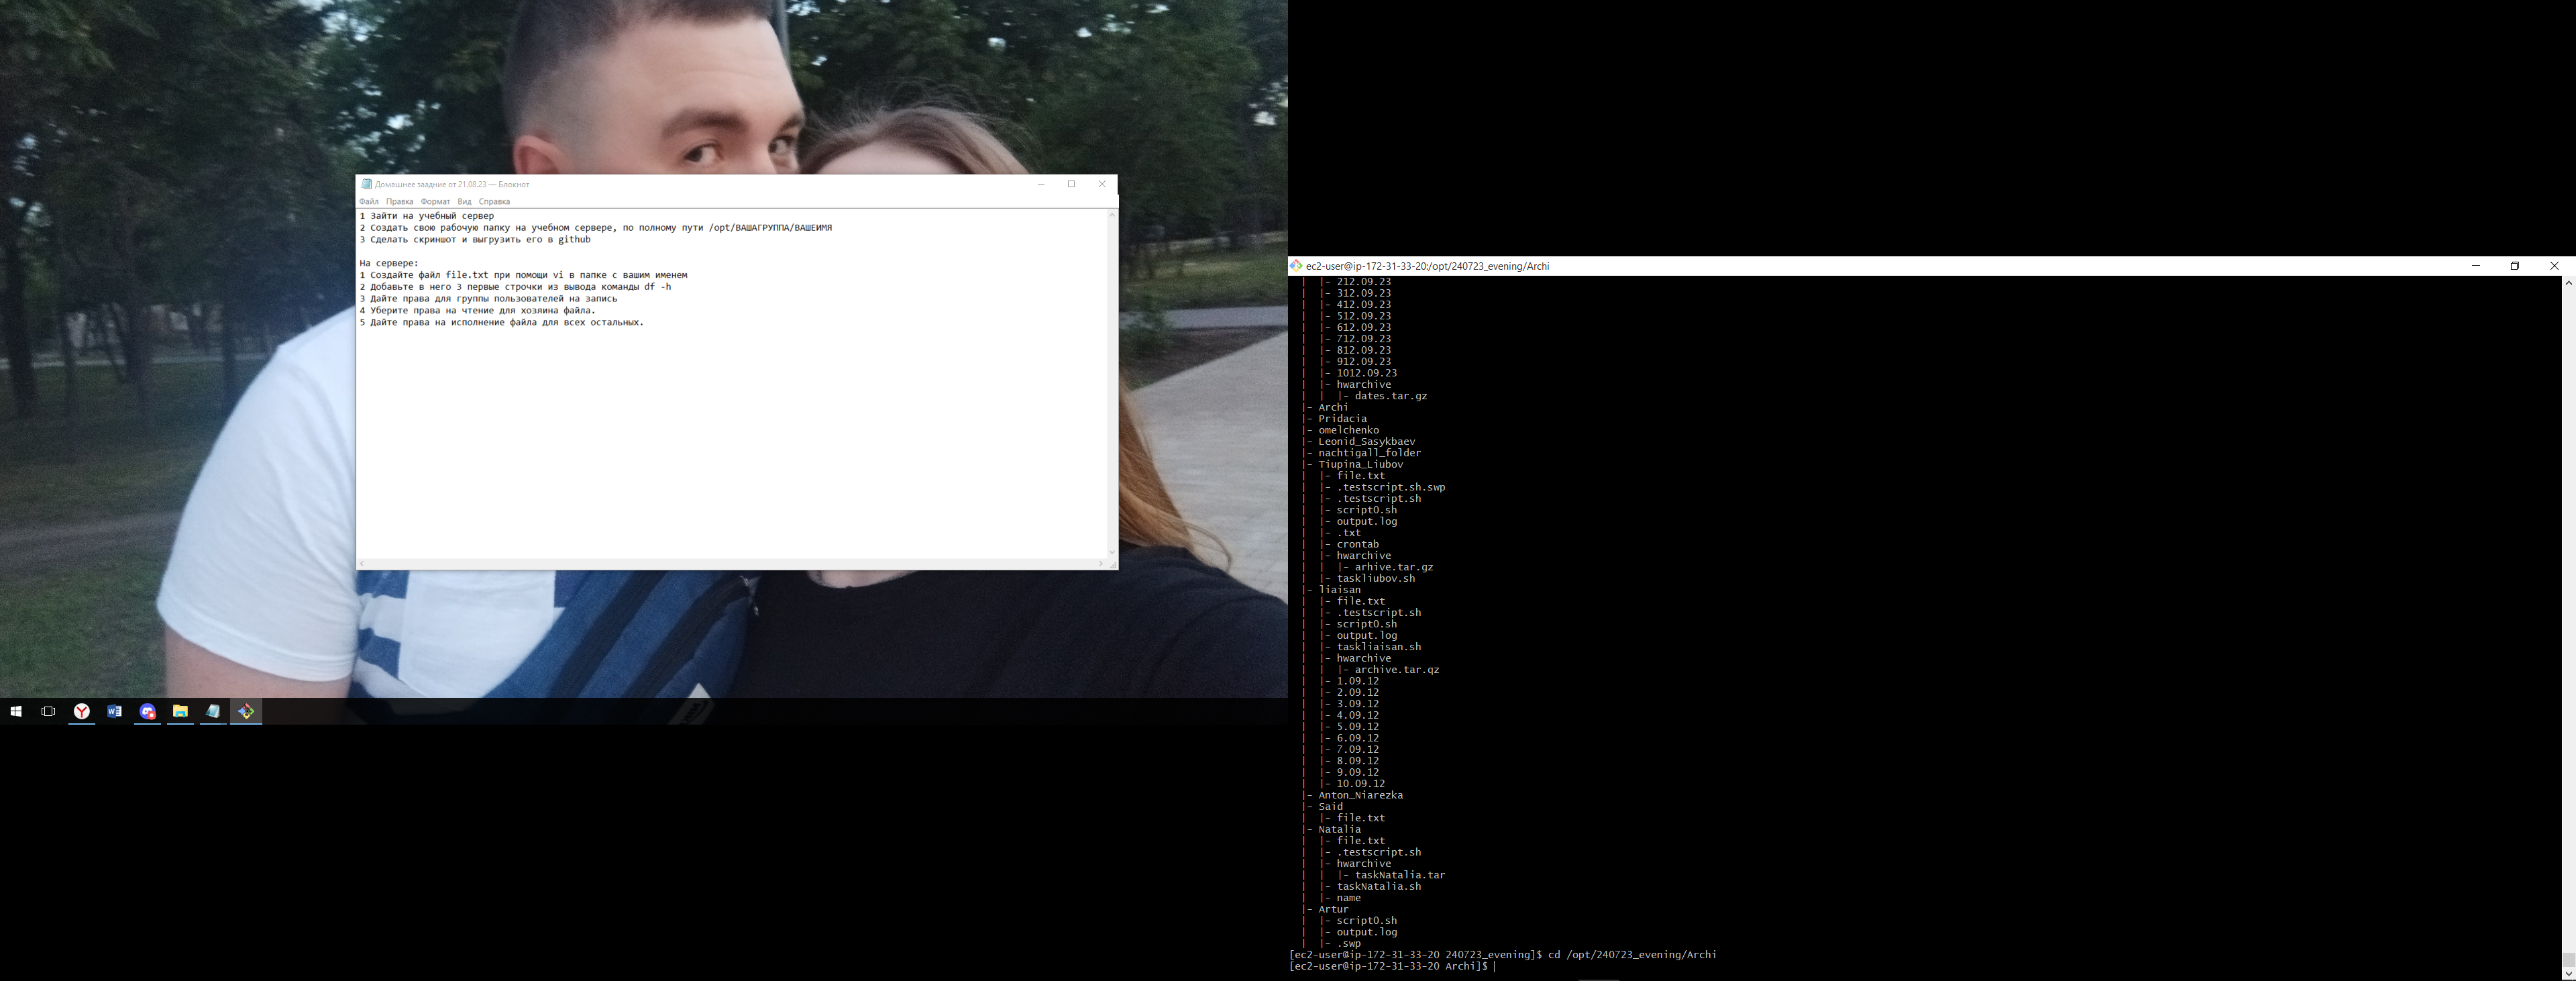 Домашнее заадние от 21.08.23 — Блокнот
Файл Правка Формат Вид Справка
1 Зайти на учебный сервер
2 Создать свою рабочую папку на учебном сервере, по полному пути /opt/ВАШАГРУППА/ВАШЕИМЯ
3 Сделать скриншот и выгрузить его в github
На сервере:
1 Создайте файл file.txt при помощи vi в папке с вашим именем
2 Добавьте в него 3 первые строчки из вывода команды df -h
3 Дайте права для группы пользователей на запись
4 Уберите права на чтение для хозяина файла.
5 Дайте права на исполнение файла для всех остальных.
ec2-user@ip-172-31-33-20:/opt/240723_evening/Archi
| |- 212.09.23
| |- 312.09.23
| |- 412.09.23
| |- 512.09.23
| |- 612.09.23
| |- 712.09.23
| |- 812.09.23
| |- 912.09.23
| |- 1012.09.23
| |- hwarchive
| | |- dates.tar.gz
|- Archi
|- Pridacia
|- omelchenko
|- Leonid_Sasykbaev
|- nachtigall_folder
|- Tiupina_Liubov
| |- file.txt
| |- .testscript.sh.swp
| |- .testscript.sh
| |- script0.sh
| |- output.log
| |- .txt
| |- crontab
| |- hwarchive
| | |- arhive.tar.gz
| |- taskliubov.sh
|- liaisan
| |- file.txt
| |- .testscript.sh
| |- script0.sh
| |- output.log
| |- taskliaisan.sh
| |- hwarchive
| | |- archive.tar.qz
| |- 1.09.12
| |- 2.09.12
| |- 3.09.12
| |- 4.09.12
| |- 5.09.12
| |- 6.09.12
| |- 7.09.12
| |- 8.09.12
| |- 9.09.12
| |- 10.09.12
|- Anton_Niarezka
|- Said
| |- file.txt
|- Natalia
| |- file.txt
| |- .testscript.sh
| |- hwarchive
| | |- taskNatalia.tar
| |- taskNatalia.sh
| |- name
|- Artur
| |- script0.sh
| |- output.log
| |- .swp
[ec2-user@ip-172-31-33-20 240723_evening]$ cd /opt/240723_evening/Archi
[ec2-user@ip-172-31-33-20 Archi]$